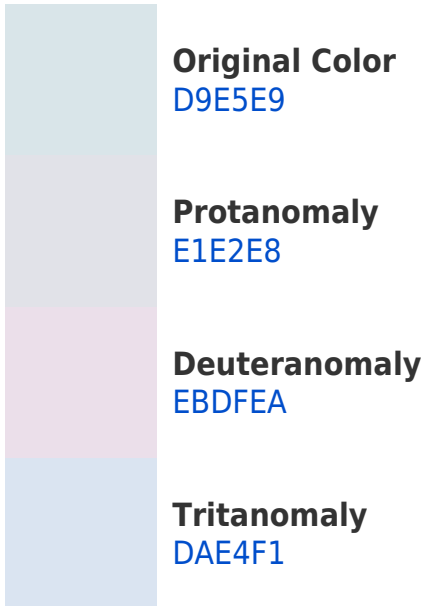 Original Color
D9E5E9
Protanomaly
E1E2E8
Deuteranomaly
EBDFEA
Tritanomaly
DAE4F1